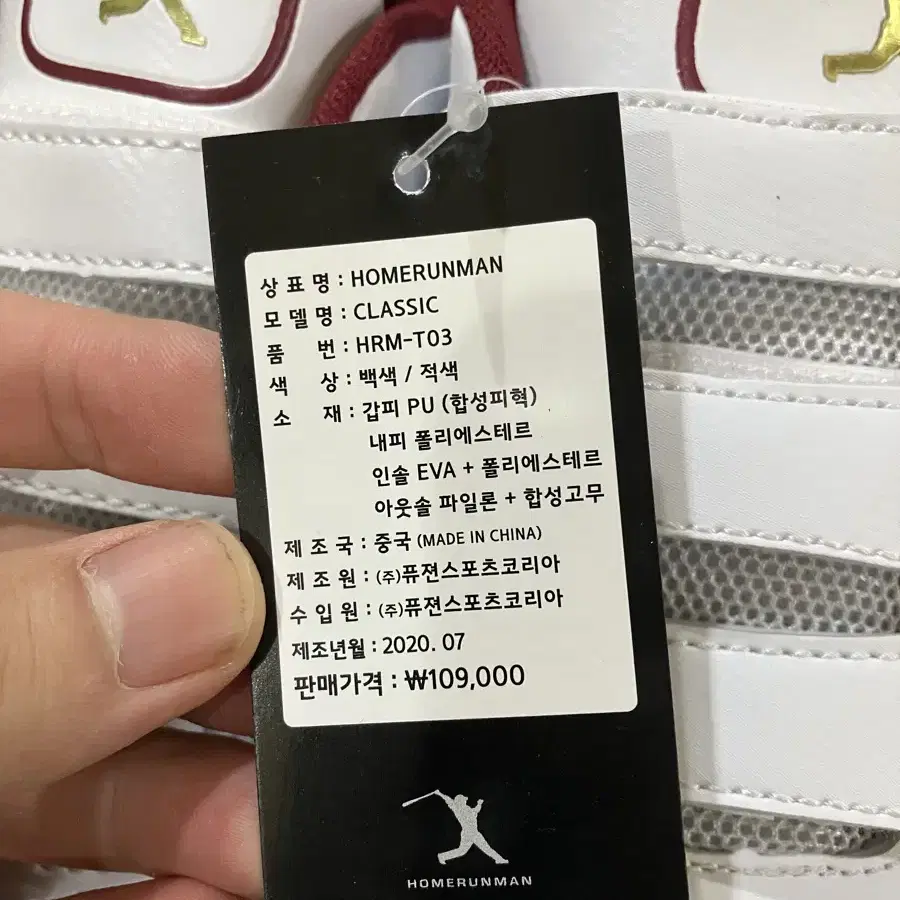 상 표 명 : HOMERUNMAN
모 델 명 : CLASSIC
품 번 : HRM-T03
색 상 : 백색 / 적색
소 재 : 갑피 PU (합성피혁)
내피 폴리에스테르
인솔 EVA + 폴리에스테르
아웃솔 파일론 + 합성고무
제 조 국 : 중국 (MADE IN CHINA)
제 조 원 : (주)퓨젼스포츠코리아
수 입 원 : (주)퓨젼스포츠코리아
제조년월 : 2020. 07
판매가격 : ₩109,000
HOMERUNMAN